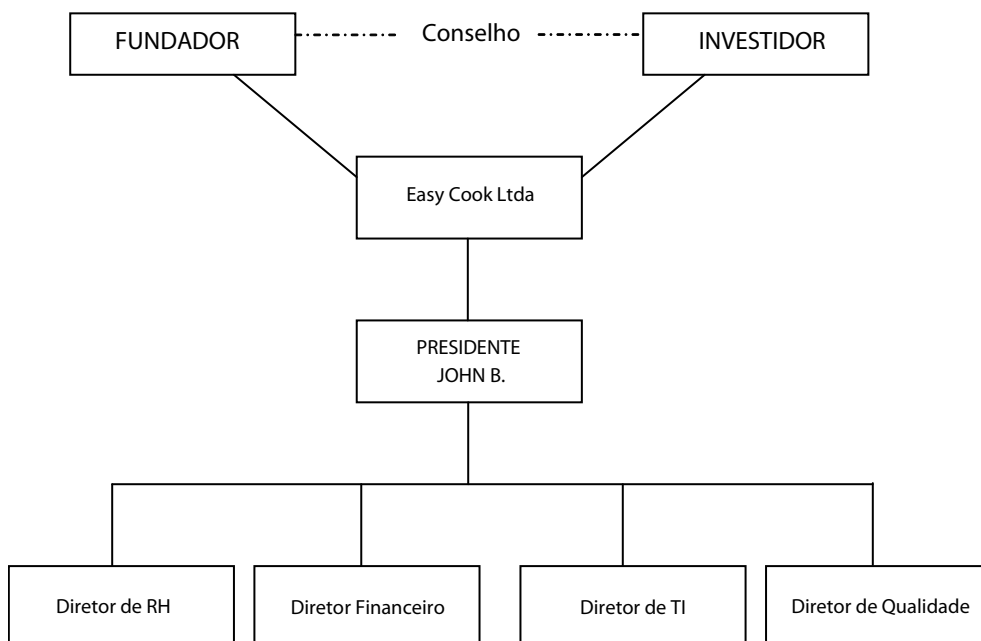 FUNDADOR
Conselho
INVESTIDOR
Easy Cook Ltda
PRESIDENTE
JOHN B.
Diretor de RH
Diretor Financeiro
Diretor de TI
Diretor de Qualidade